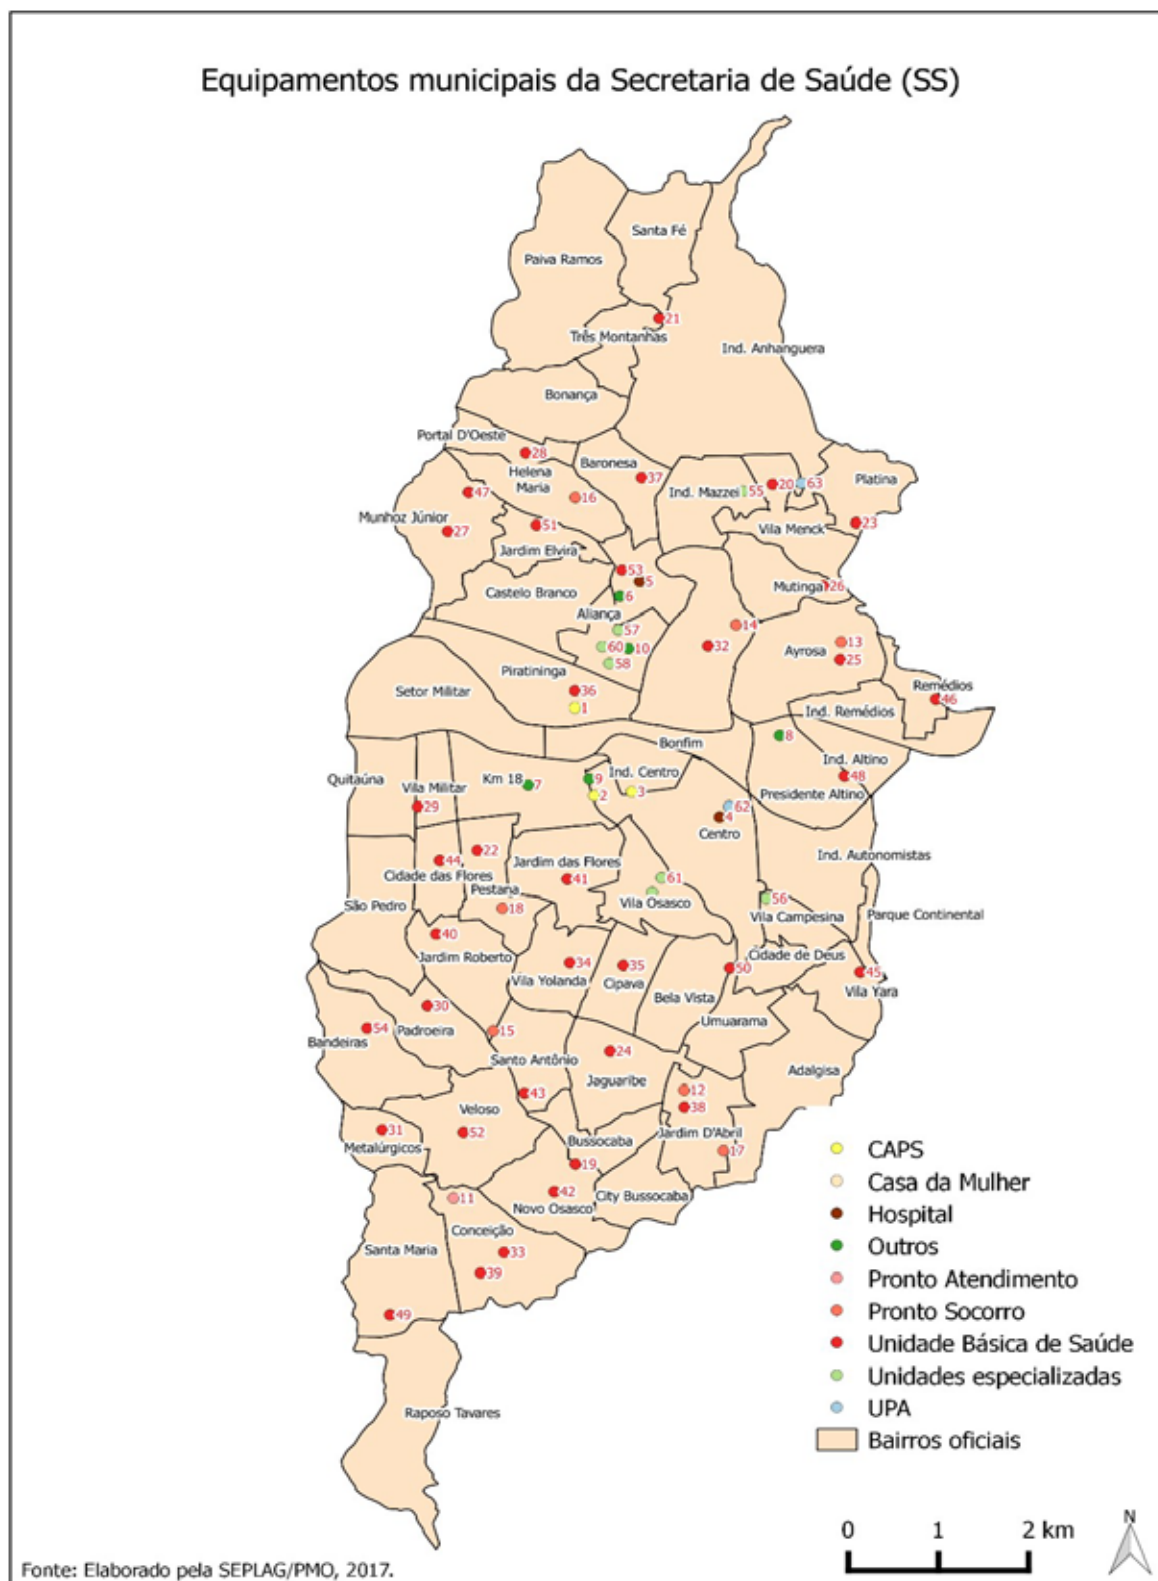 Equipamentos municipais da Secretaria de Saúde (SS)
Santa Fé
Paiva Ramos
21
Três Montanhas
Ind. Anhanguera
Bonança
Portal D'Oeste
28
Baronesa
Helena
Maria
37
47
16
Ind. Mazzei
55
20
63
Platina
Munhoz Júnior
27
51
Vila Menck
23
Jardim Elvira
53
5
Castelo Branco
6
Mutinga
26
Aliança
57
14
60
10
32
13
Ayrosa
25
58
Piratininga
36
Setor Militar
1
Remédios
46
Ind. Remédios
Bonfim
8
Ind. Altino
Quitaúna
Vila Militar
Km 18
7
9
Ind. Centro
48
2
3
Presidente Altino
29
62
4
Centro
22
44
Cidade das Flores
Jardim das Flores
Ind. Autonomistas
Pestana
41
61
São Pedro
18
Vila Osasco
56
Vila Campesina
Parque Continental
40
Jardim Roberto
34
35
50
Cidade de Deus
45
Vila Yolanda
Cipava
Bela Vista
Vila Yara
30
Umuarama
54
Padroeira
15
Bandeiras
24
Santo Antônio
Adalgisa
Jaguaribe
12
43
38
Veloso
31
52
Jardim D'Abril
Metalúrgicos
Bussocaba
17
19
11
42
City Bussocaba
Novo Osasco
Conceição
Santa Maria
33
39
49
Raposo Tavares
CAPS
Casa da Mulher
Hospital
Outros
Pronto Atendimento
Pronto Socorro
Unidade Básica de Saúde
Unidades especializadas
UPA
Bairros oficiais
0 1 2 km
N
Fonte: Elaborado pela SEPLAG/PMO, 2017.